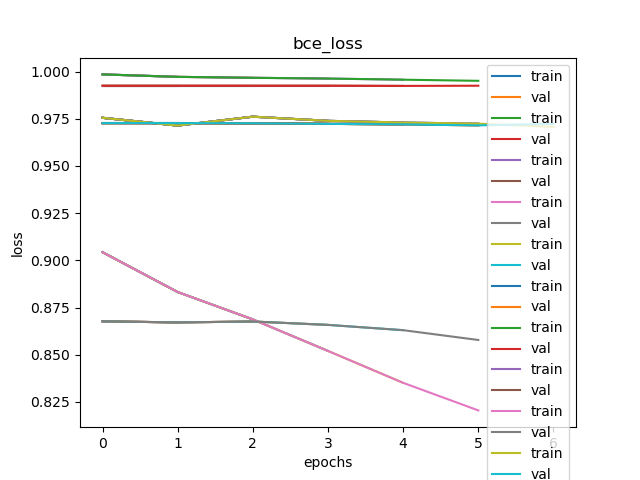 bce_loss
1.000
0.975
0.950
0.925
0.900
0.875
0.850
0.825
loss
0 1 2 3 4 5 6
epochs
train
val
train
val
train
val
train
val
train
val
train
val
train
val
train
val
train
val
train
val